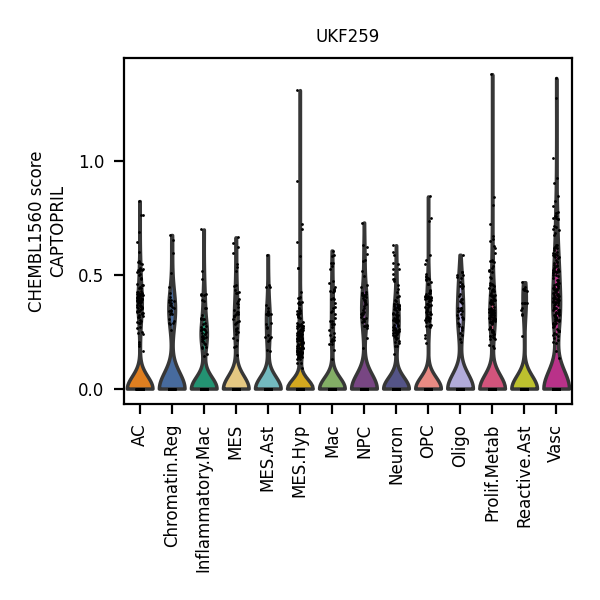 UKF259
CHEMBL1560 score
CAPTOPRIL
1.0
0.5
0.0
AC
Chromatin.Reg
Inflammatory.Mac
MES
MES.Ast
MES.Hyp
Mac
NPC
Neuron
OPC
Oligo
Prolif.Metab
Reactive.Ast
Vasc